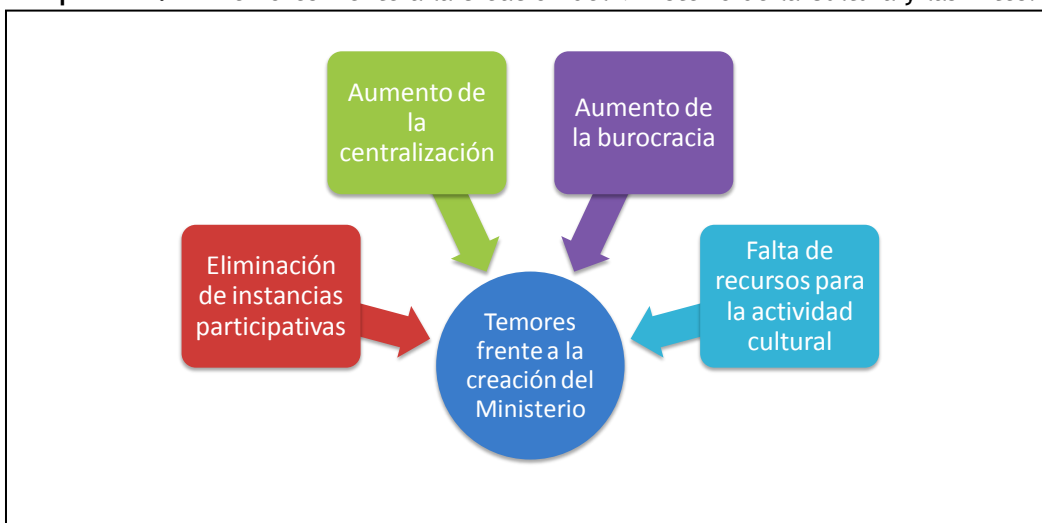 Aumento de
la
centralización
Aumento de
la burocracia
Eliminación
de instancias
participativas
Falta de
recursos para
la actividad
cultural
Temores
frente a la
creación del
Ministerio